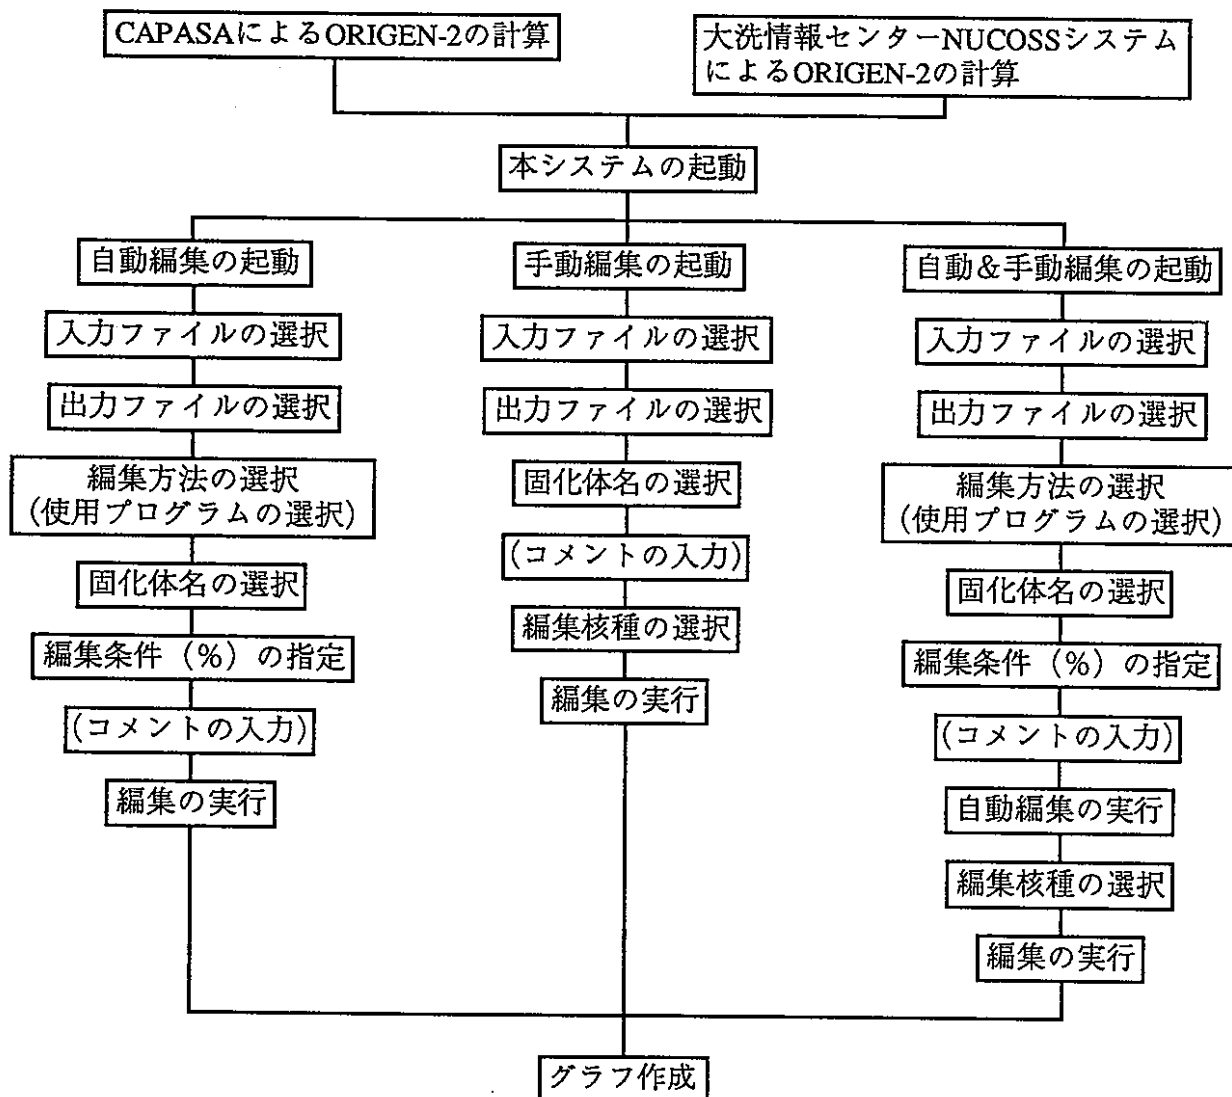 CAPASAによるORIGEN-2の計算
大洗情報センターNUCOSSシステム
によるORIGEN-2の計算
本システムの起動
自動編集の起動
入力ファイルの選択
出力ファイルの選択
編集方法の選択
(使用プログラムの選択)
固化体名の選択
編集条件（%）の指定
(コメントの入力)
編集の実行
手動編集の起動
入力ファイルの選択
出力ファイルの選択
固化体名の選択
(コメントの入力)
編集核種の選択
編集の実行
自動＆手動編集の起動
入力ファイルの選択
出力ファイルの選択
編集方法の選択
(使用プログラムの選択)
固化体名の選択
編集条件（%）の指定
(コメントの入力)
自動編集の実行
編集核種の選択
編集の実行
グラフ作成